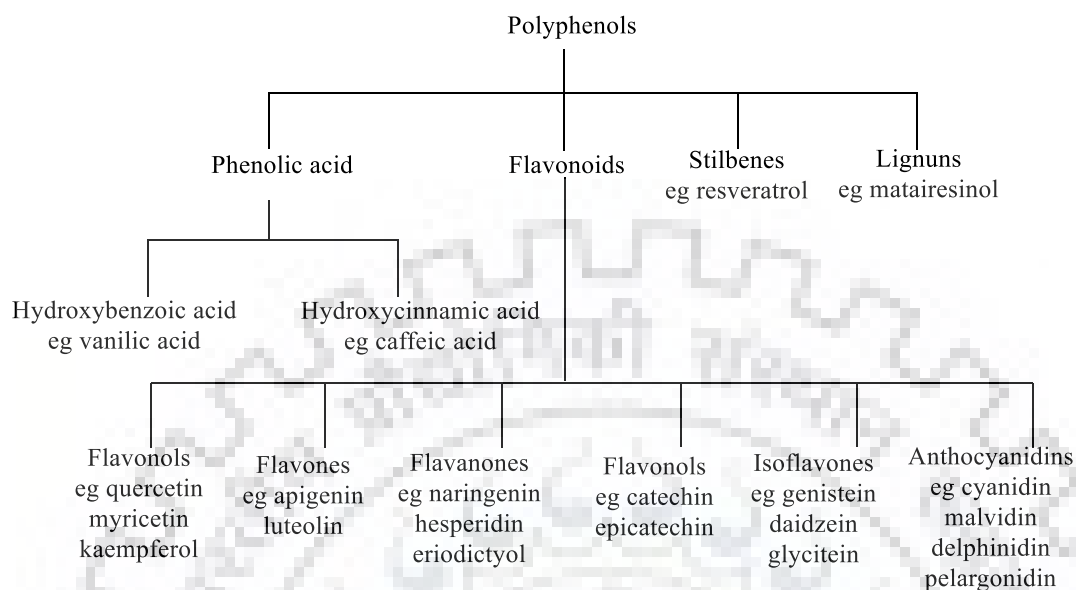 Polyphenols
Phenolic acid
Flavonoids
Stilbenes
eg resveratrol
Lignuns
eg matairesinol
Hydroxybenzoic acid
eg vanilic acid
Hydroxycinnamic acid
eg caffeic acid
Flavonols
eg quercetin
myricetin
kaempferol
Flavones
eg apigenin
luteolin
Flavanones
eg naringenin
hesperidin
eriodictyol
Flavonols
eg catechin
epicatechin
Isoflavones
eg genistein
daidzein
glycitein
Anthocyanidins
eg cyanidin
malvidin
delphinidin
pelargonidin